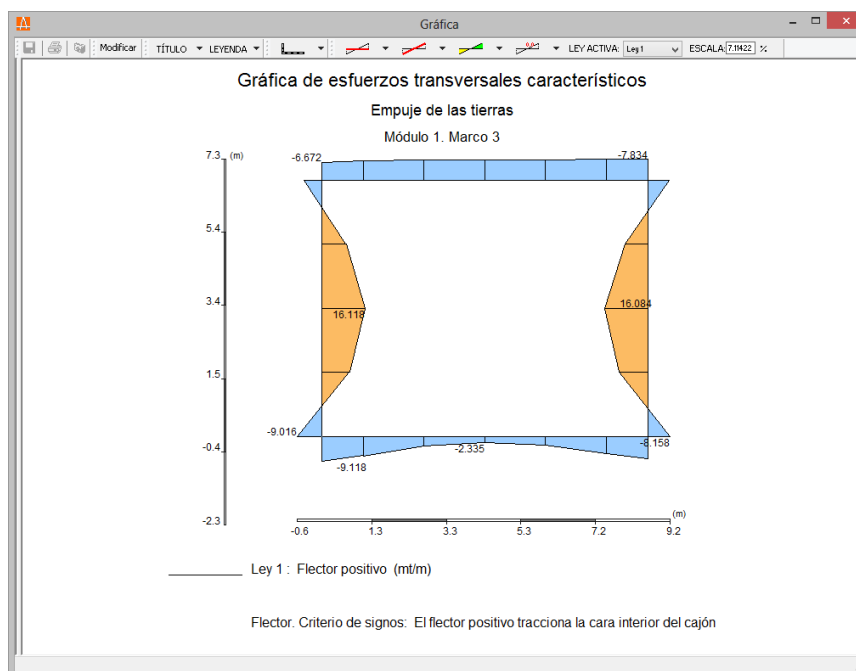 Gráfica
Modificar TÍTULO LEYENDA LEY ACTIVA: Ley 1 ESCALA: 7.11422 %
Gráfica de esfuerzos transversales característicos
Empuje de las tierras
Módulo 1. Marco 3
7.3 (m)
-6.672
-7.834
5.4
3.4
16.118
16.084
1.5
-9.016
-0.4
-9.118
-2.335
-8.158
-2.3
(m)
-0.6 1.3 3.3 5.3 7.2 9.2
Ley 1 : Flector positivo (mt/m)
Flector. Criterio de signos: El flector positivo tracciona la cara interior del cajón